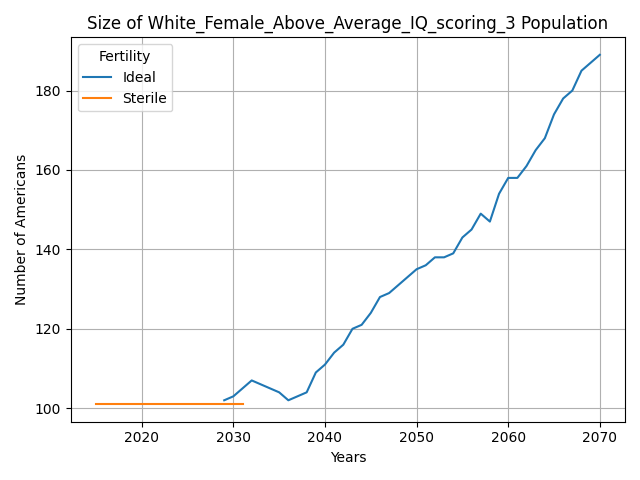 Size of White_Female_Above_Average_IQ_scoring_3 Population
Fertility
Ideal
Sterile
180
160
140
120
100
Number of Americans
2020 2030 2040 2050 2060 2070
Years